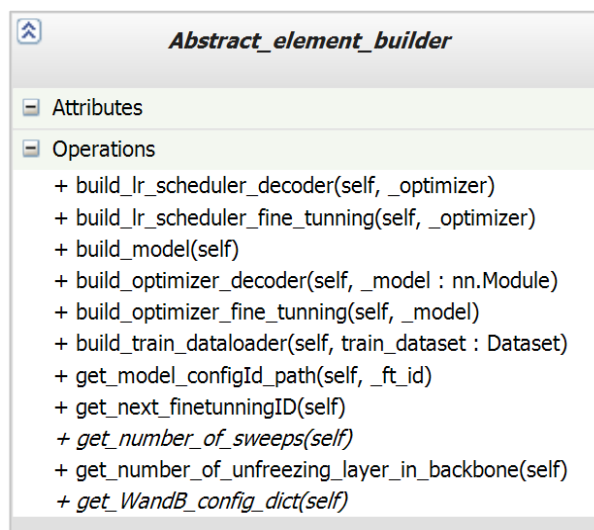 Abstract_element_builder
Attributes
Operations
+ build_lr_scheduler_decoder(self, _optimizer)
+ build_lr_scheduler_fine_tunning(self, _optimizer)
+ build_model(self)
+ build_optimizer_decoder(self, _model : nn.Module)
+ build_optimizer_fine_tunning(self, _model)
+ build_train_dataloader(self, train_dataset : Dataset)
+ get_model_configId_path(self, _ft_id)
+ get_next_finetunningID(self)
+ get_number_of_sweeps(self)
+ get_number_of_unfreezing_layer_in_backbone(self)
+ get_WandB_config_dict(self)